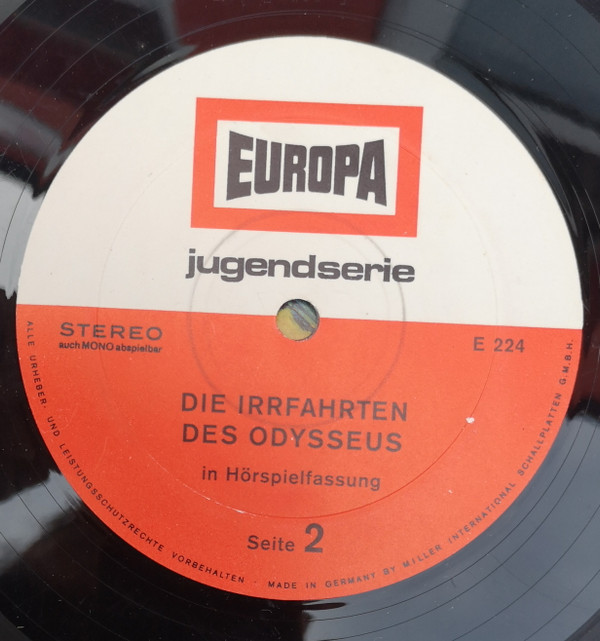 EUROPA
jugendserie
STEREO
auch MONO abspielbar
E 224
DIE IRRFAHRTEN
DES ODYSSEUS
in Hörspielfassung
Seite 2
ALLE URHEBER- UND LEISTUNGSSCHUTZRECHTE VORBEHALTEN - MADE IN GERMANY BY MILLER INTERNATIONAL SCHALLPLATTEN G.M.B.H.